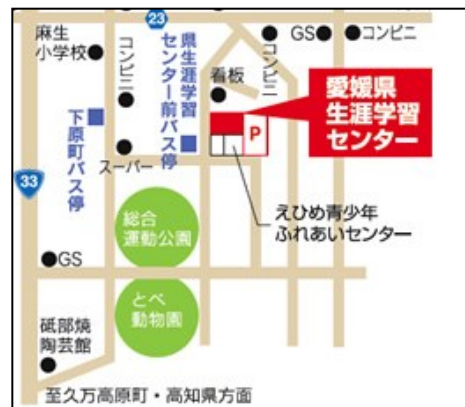 23
麻生
小学校
コンビニ
県生涯学習
センター前バス停
看板
コンビニ
GS
コンビニ
愛媛県
生涯学習
センター
P
下原町バス停
33
スーパー
えひめ青少年
ふれあいセンター
総合
運動公園
GS
とべ
動物園
砥部焼
陶芸館
至久万高原町・高知県方面